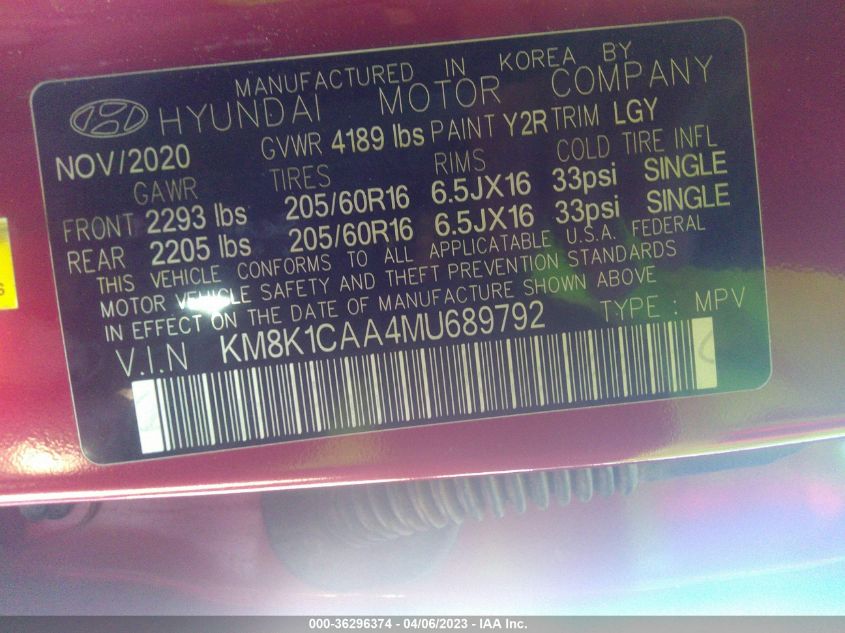 MANUFACTURED IN KOREA BY
HYUNDAI MOTOR COMPANY
NOV/2020 GVWR 4189 lbs PAINT Y2R TRIM LGY
GAWR TIRES RIMS COLD TIRE INFL
FRONT 2293 lbs 205/60R16 6.5JX16 33psi SINGLE
REAR 2205 lbs 205/60R16 6.5JX16 33psi SINGLE
THIS VEHICLE CONFORMS TO ALL APPLICATABLE U.S.A. FEDERAL
MOTOR VEHICLE SAFETY AND THEFT PREVENTION STANDARDS
IN EFFECT ON THE DATE OF MANUFACTURE SHOWN ABOVE
V.I.N KM8K1CAA4MU689792 TYPE : MPV
000-36296374 - 04/06/2023 - IAA Inc.